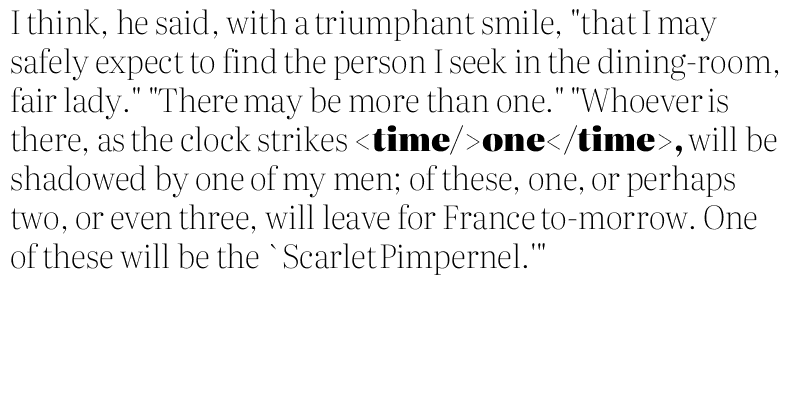 I think, he said, with a triumphant smile, "that I may
safely expect to find the person I seek in the dining-room,
fair lady." "There may be more than one." "Whoever is
there, as the clock strikes <time/>one</time>, will be
shadowed by one of my men; of these, one, or perhaps
two, or even three, will leave for France to-morrow. One
of these will be the `Scarlet Pimpernel.'"